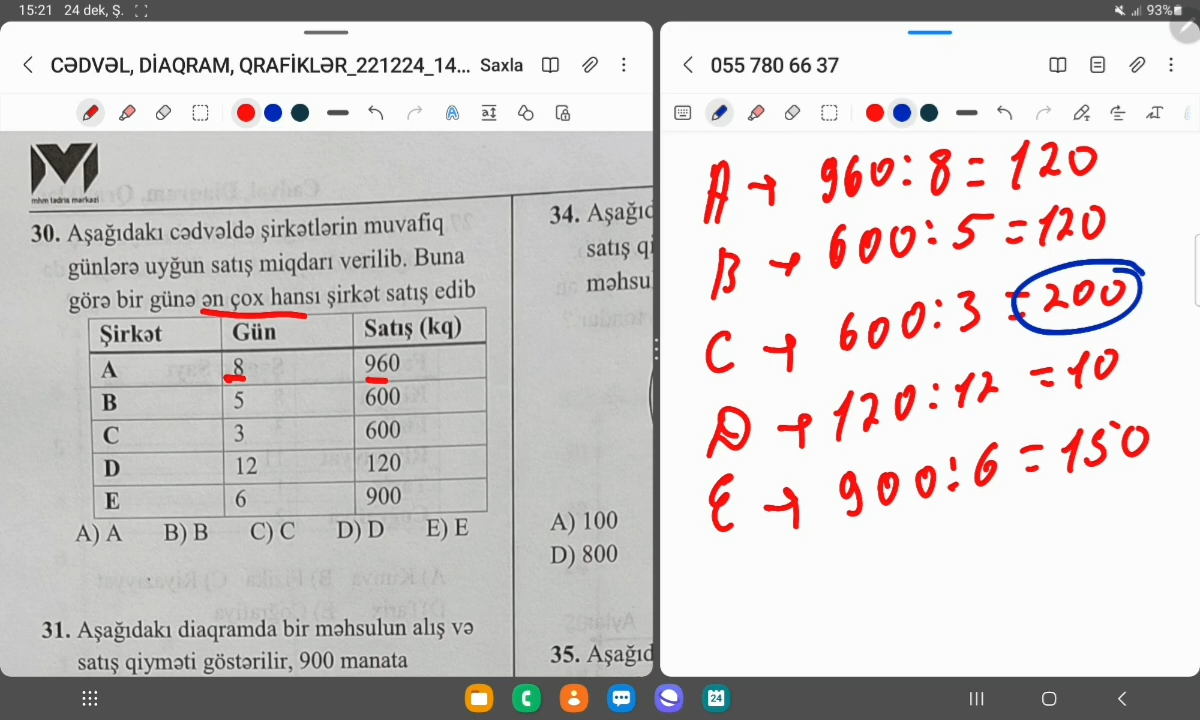 15:21 24 dek, Ş. 93%
CƏDVƏL, DİAQRAM, QRAFİKLƏR_221224_14... Saxla
mhm tədris mərkəzi
30. Aşağıdakı cədvəldə şirkətlərin muvafiq
günlərə uyğun satış miqdarı verilib. Buna
görə bir günə ən çox hansı şirkət satış edib
Şirkət Gün Satış (kq)
A 8 960
B 5 600
C 3 600
D 12 120
E 6 900
A) A B) B C) C D) D E) E
31. Aşağıdakı diaqramda bir məhsulun alış və
satış qiyməti göstərilir, 900 manata
34. Aşağıd
satış qi
məhsu
A) 100
D) 800
35. Aşağıd
055 780 66 37
A → 960:8=120
B → 600:5=120
C → 600:3=200
D → 120:12=10
E → 900:6=150
24